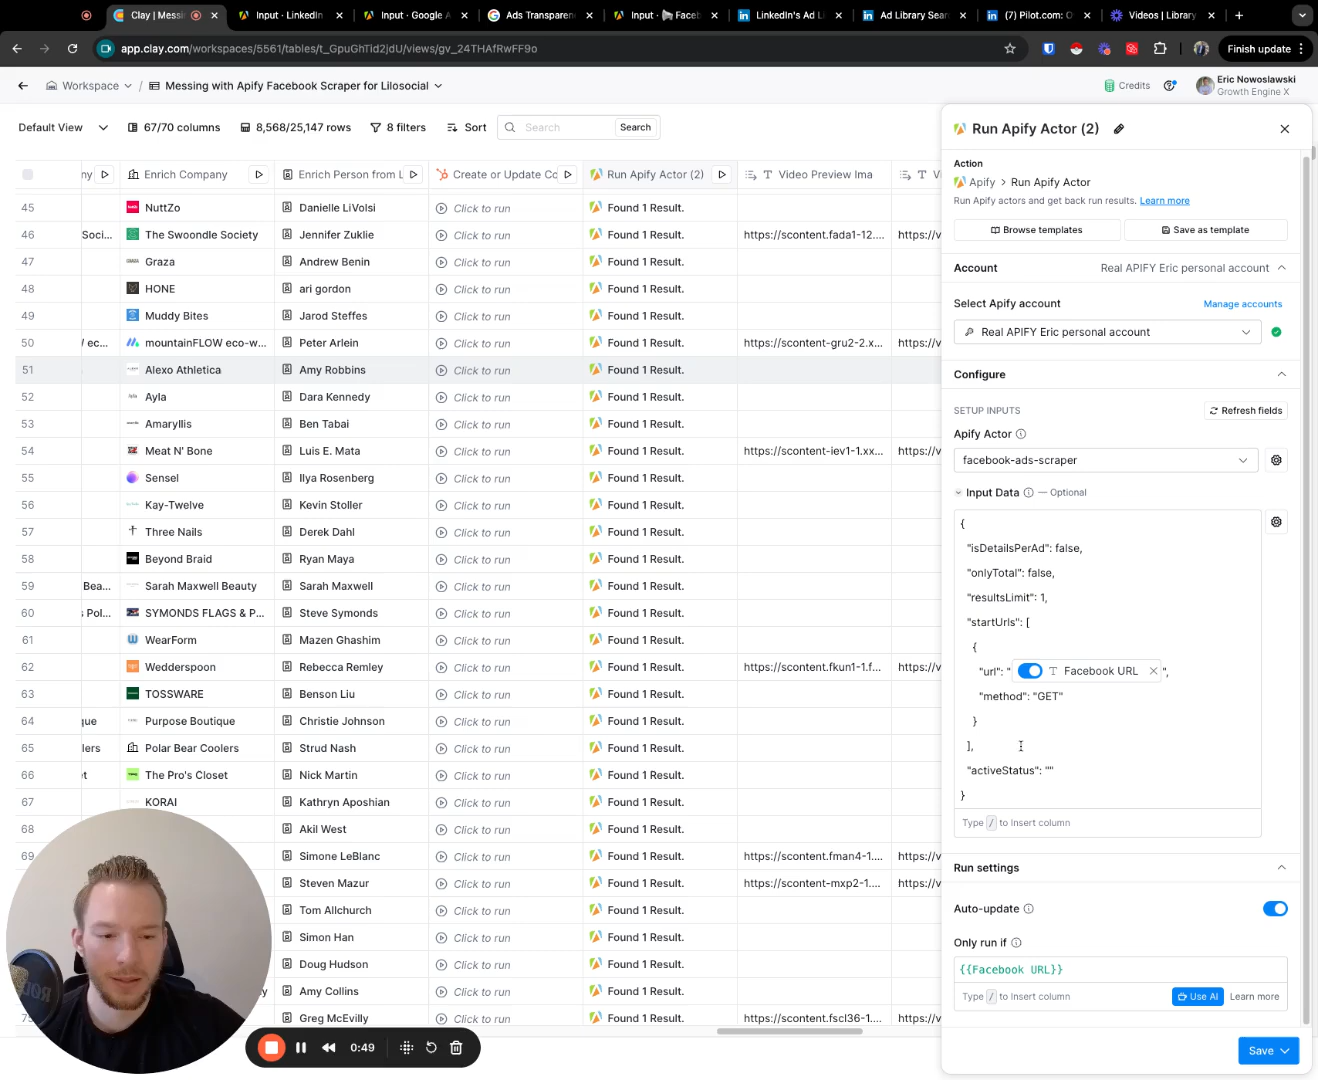 Clay | Messi
Input · LinkedIn
Input · Google A
Ads Transparen
Input · Faceb
LinkedIn's Ad Li
Ad Library Sear
(7) Pilot.com: O
Videos | Library
app.clay.com/workspaces/5561/tables/t_GpuGhTid2jdU/views/gv_24THAfRwFF9o
Finish update
Workspace / Messing with Apify Facebook Scraper for Lilosocial
Credits
Eric Nowoslawski
Growth Engine X
Default View 67/70 columns 8,568/25,147 rows 8 filters Sort Search Search
ny Enrich Company Enrich Person from L Create or Update Co Run Apify Actor (2) T Video Preview Ima T Vi
45 NuttZo Danielle LiVolsi Click to run Found 1 Result.
46 Soci... The Swoondle Society Jennifer Zuklie Click to run Found 1 Result. https://scontent.fada1-12.... https://v
47 Graza Andrew Benin Click to run Found 1 Result.
48 HONE ari gordon Click to run Found 1 Result.
49 Muddy Bites Jarod Steffes Click to run Found 1 Result.
50 / ec... mountainFLOW eco-w... Peter Arlein Click to run Found 1 Result. https://scontent-gru2-2.x... https://v
51 Alexo Athletica Amy Robbins Click to run Found 1 Result.
52 Ayla Dara Kennedy Click to run Found 1 Result.
53 Amaryllis Ben Tabai Click to run Found 1 Result.
54 Meat N' Bone Luis E. Mata Click to run Found 1 Result. https://scontent-iev1-1.xx... https://v
55 Sensel Ilya Rosenberg Click to run Found 1 Result.
56 Kay-Twelve Kevin Stoller Click to run Found 1 Result.
57 Three Nails Derek Dahl Click to run Found 1 Result.
58 Beyond Braid Ryan Maya Click to run Found 1 Result.
59 Bea... Sarah Maxwell Beauty Sarah Maxwell Click to run Found 1 Result.
60 s Pol... SYMONDS FLAGS & P... Steve Symonds Click to run Found 1 Result.
61 WearForm Mazen Ghashim Click to run Found 1 Result.
62 Wedderspoon Rebecca Remley Click to run Found 1 Result. https://scontent.fkun1-1.f... https://v
63 TOSSWARE Benson Liu Click to run Found 1 Result.
64 que Purpose Boutique Christie Johnson Click to run Found 1 Result.
65 lers Polar Bear Coolers Strud Nash Click to run Found 1 Result.
66 t The Pro's Closet Nick Martin Click to run Found 1 Result.
67 KORAI Kathryn Aposhian Click to run Found 1 Result.
68 Akil West Click to run Found 1 Result.
69 Simone LeBlanc Click to run Found 1 Result. https://scontent.fman4-1.... https://v
Steven Mazur Click to run Found 1 Result. https://scontent-mxp2-1.... https://v
Tom Allchurch Click to run Found 1 Result.
Simon Han Click to run Found 1 Result.
Doug Hudson Click to run Found 1 Result.
y Amy Collins Click to run Found 1 Result.
Greg McEvilly Click to run Found 1 Result. https://scontent.fscl36-1.... https://v
0:49
Run Apify Actor (2)
Action
Apify > Run Apify Actor
Run Apify actors and get back run results. Learn more
Browse templates Save as template
Account Real APIFY Eric personal account
Select Apify account Manage accounts
Real APIFY Eric personal account
Configure
SETUP INPUTS Refresh fields
Apify Actor
facebook-ads-scraper
Input Data — Optional
{
"isDetailsPerAd": false,
"onlyTotal": false,
"resultsLimit": 1,
"startUrls": [
{
"url": " T Facebook URL ",
"method": "GET"
}
],
"activeStatus": ""
}
Type / to Insert column
Run settings
Auto-update
Only run if
{{Facebook URL}}
Type / to Insert column Use AI Learn more
Save